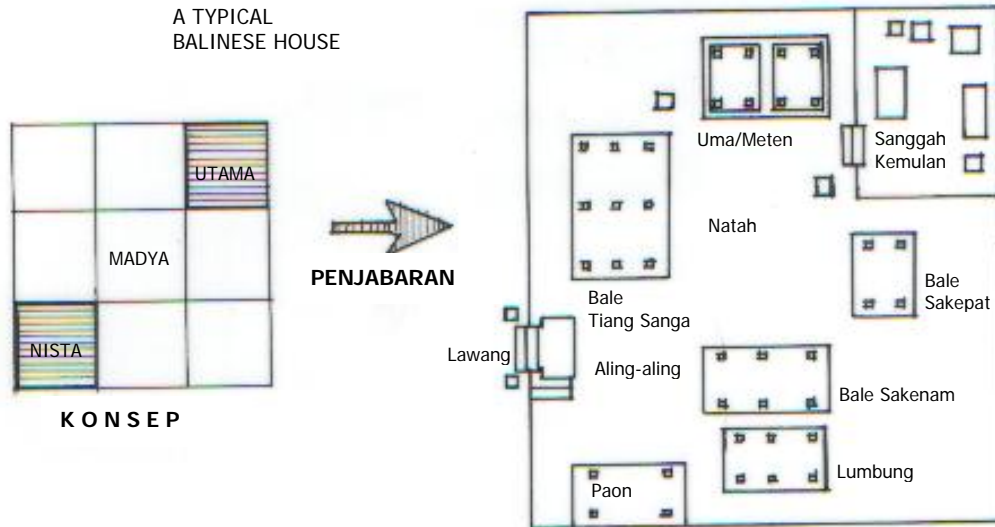 A TYPICAL
BALINESE HOUSE
UTAMA
MADYA
NISTA
KONSEP
PENJABARAN
Uma/Meten
Sanggah
Kemulan
Natah
Bale
Tiang Sanga
Bale
Sakepat
Lawang
Aling-aling
Bale Sakenam
Lumbung
Paon